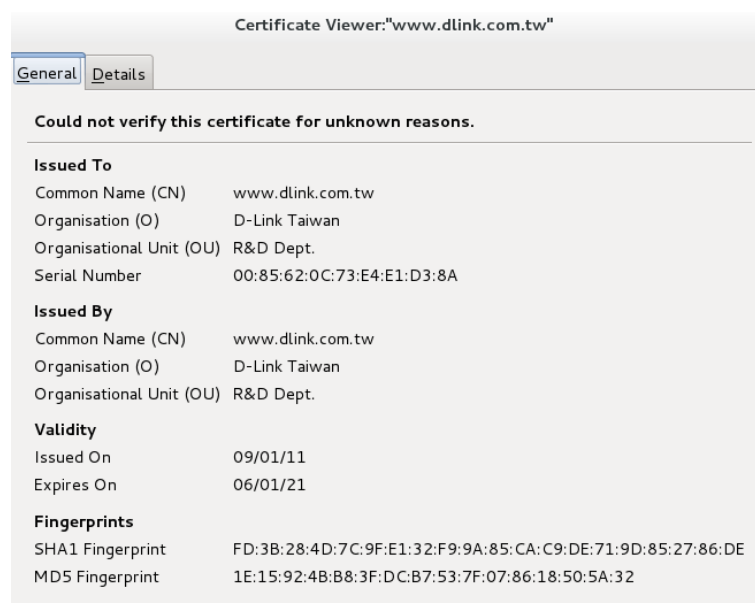 Certificate Viewer:"www.dlink.com.tw"
General Details
Could not verify this certificate for unknown reasons.
Issued To
Common Name (CN) www.dlink.com.tw
Organisation (O) D-Link Taiwan
Organisational Unit (OU) R&D Dept.
Serial Number 00:85:62:0C:73:E4:E1:D3:8A
Issued By
Common Name (CN) www.dlink.com.tw
Organisation (O) D-Link Taiwan
Organisational Unit (OU) R&D Dept.
Validity
Issued On 09/01/11
Expires On 06/01/21
Fingerprints
SHA1 Fingerprint FD:3B:28:4D:7C:9F:E1:32:F9:9A:85:CA:C9:DE:71:9D:85:27:86:DE
MD5 Fingerprint 1E:15:92:4B:B8:3F:DC:B7:53:7F:07:86:18:50:5A:32